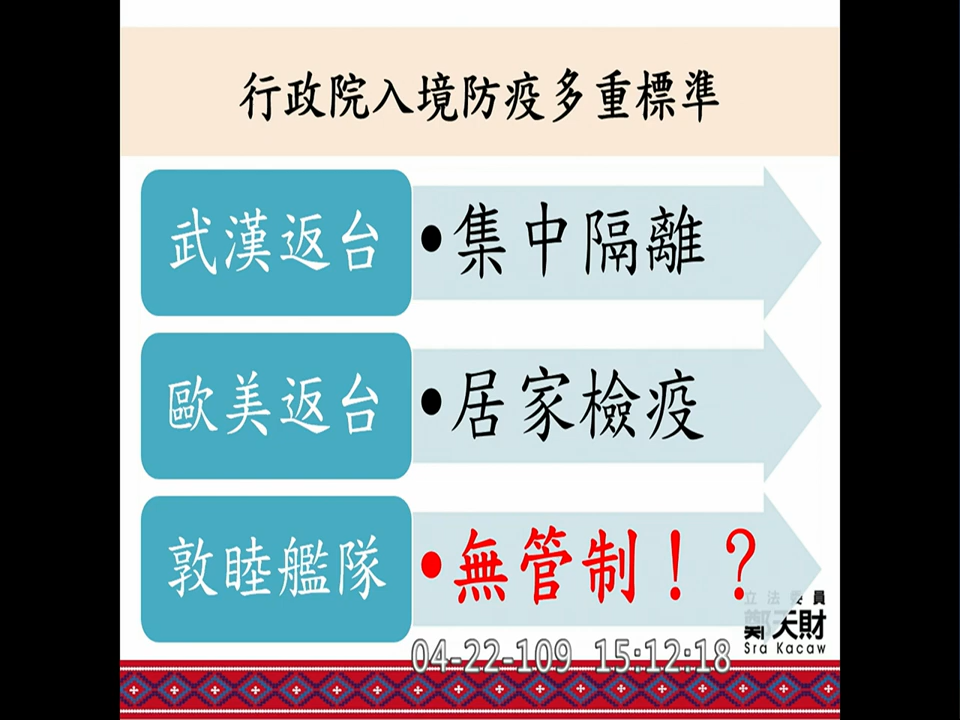 行政院入境防疫多重標準
武漢返台
•集中隔離
歐美返台
•居家檢疫
敦睦艦隊
•無管制！？
立法委員
鄭天財
Sra Kacaw
04-22-109 15:12:18